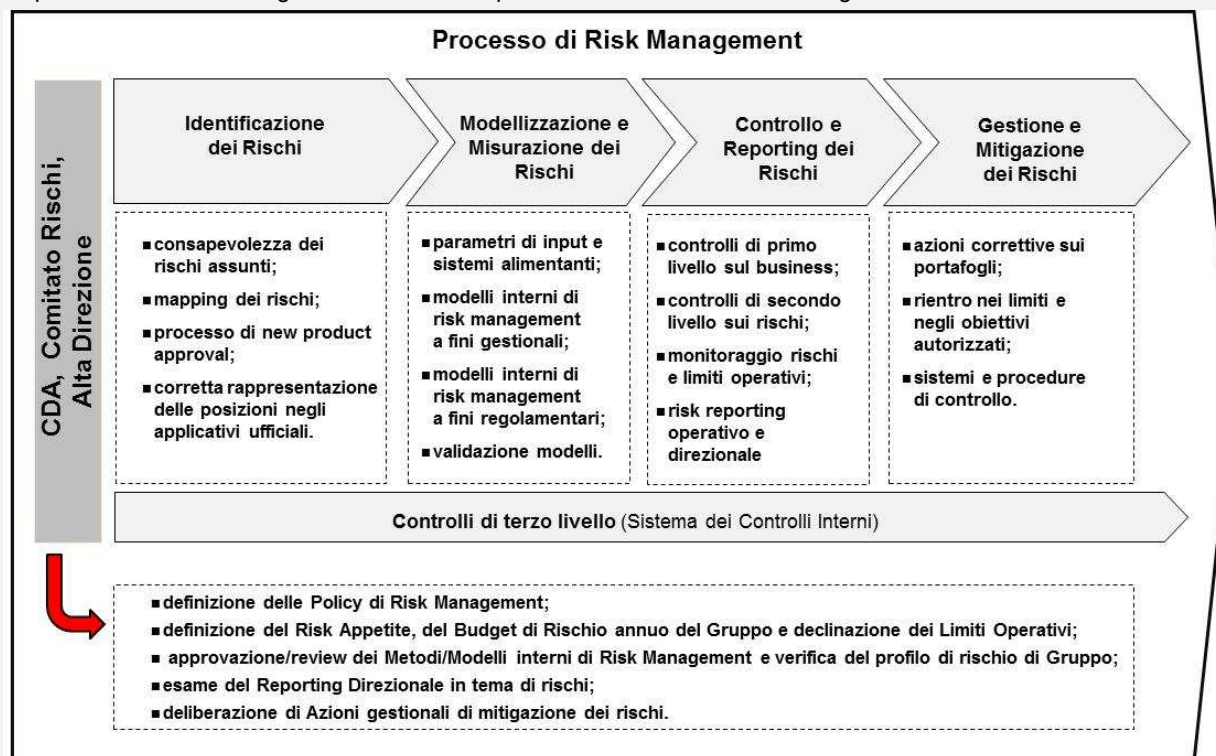 Processo di Risk Management
CDA, Comitato Rischi,
Alta Direzione
Identificazione
dei Rischi
■ consapevolezza dei
rischi assunti;
■ mapping dei rischi;
■ processo di new product
approval;
■ corretta rappresentazione
delle posizioni negli
applicativi ufficiali.
Modellizzazione e
Misurazione dei
Rischi
■ parametri di input e
sistemi alimentanti;
■ modelli interni di
risk management
a fini gestionali;
■ modelli interni di
risk management
a fini regolamentari;
■ validazione modelli.
Controllo e
Reporting dei
Rischi
■ controlli di primo
livello sul business;
■ controlli di secondo
livello sui rischi;
■ monitoraggio rischi
e limiti operativi;
■ risk reporting
operativo e
direzionale
Gestione e
Mitigazione
dei Rischi
■ azioni correttive sui
portafogli;
■ rientro nei limiti e
negli obiettivi
autorizzati;
■ sistemi e procedure
di controllo.
Controlli di terzo livello (Sistema dei Controlli Interni)
■ definizione delle Policy di Risk Management;
■ definizione del Risk Appetite, del Budget di Rischio annuo del Gruppo e declinazione dei Limiti Operativi;
■ approvazione/review dei Metodi/Modelli interni di Risk Management e verifica del profilo di rischio di Gruppo;
■ esame del Reporting Direzionale in tema di rischi;
■ deliberazione di Azioni gestionali di mitigazione dei rischi.